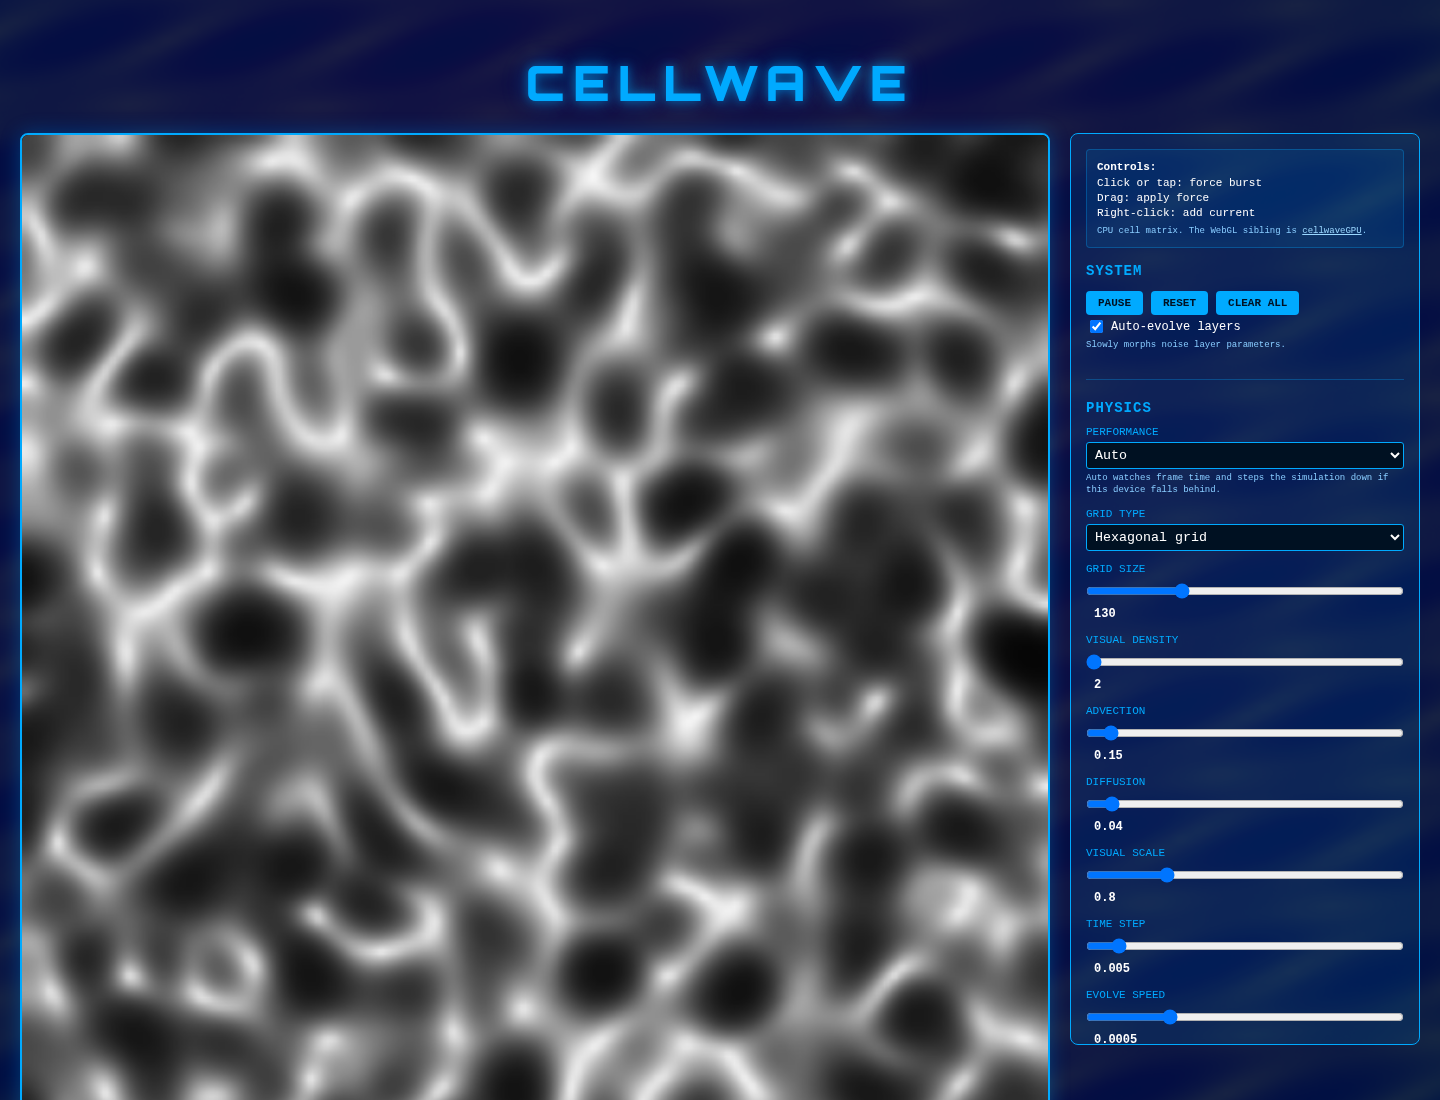 CELLWAVE
Controls:
Click or tap: force burst
Drag: apply force
Right-click: add current
CPU cell matrix. The WebGL sibling is cellwaveGPU.
SYSTEM
PAUSE RESET CLEAR ALL
Auto-evolve layers
Slowly morphs noise layer parameters.
PHYSICS
PERFORMANCE
Auto
Auto watches frame time and steps the simulation down if
this device falls behind.
GRID TYPE
Hexagonal grid
GRID SIZE
130
VISUAL DENSITY
2
ADVECTION
0.15
DIFFUSION
0.04
VISUAL SCALE
0.8
TIME STEP
0.005
EVOLVE SPEED
0.0005